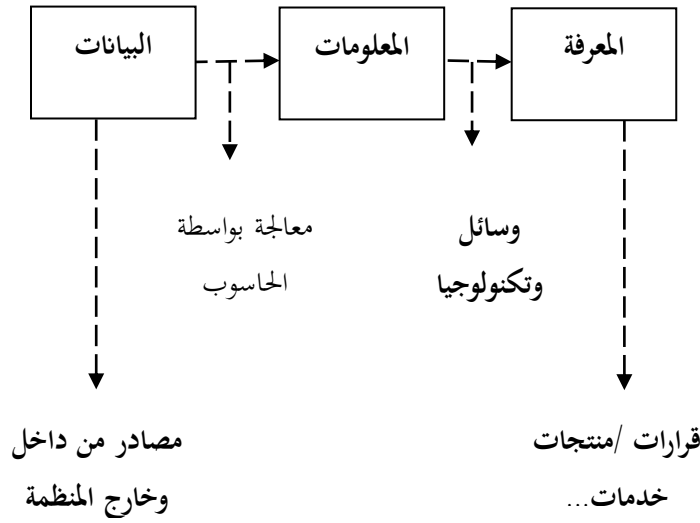 البيانات
المعلومات
المعرفة
معالجة بواسطة
الحاسوب
وسائل
وتكنولوجيا
مصادر من داخل
وخارج المنظمة
قرارات /منتجات
خدمات...